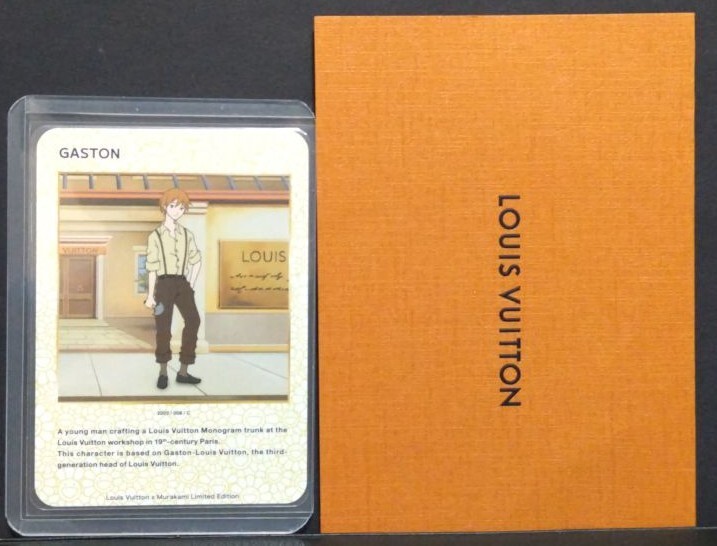 GASTON
VUITTON
LOUIS
A young man crafting a Louis Vuitton Monogram trunk at the
Louis Vuitton workshop in 19th-century Paris.
This character is based on Gaston-Louis Vuitton, the third-
generation head of Louis Vuitton.
Louis Vuitton x Murakami Limited Edition
LOUIS VUITTON